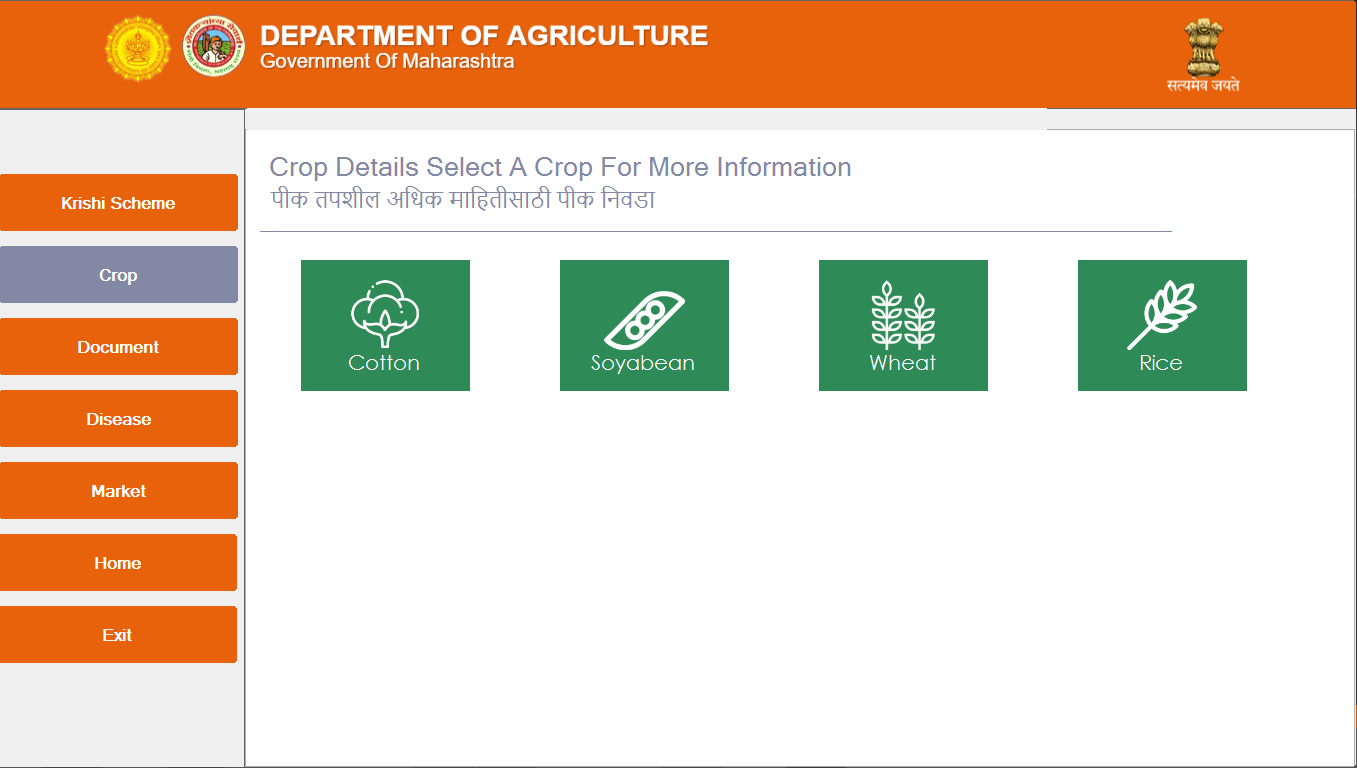 DEPARTMENT OF AGRICULTURE
Government Of Maharashtra
सत्यमेव जयते
Crop Details Select A Crop For More Information
पीक तपशील अधिक माहितीसाठी पीक निवडा
Krishi Scheme
Crop
Document
Disease
Market
Home
Exit
Cotton
Soyabean
Wheat
Rice